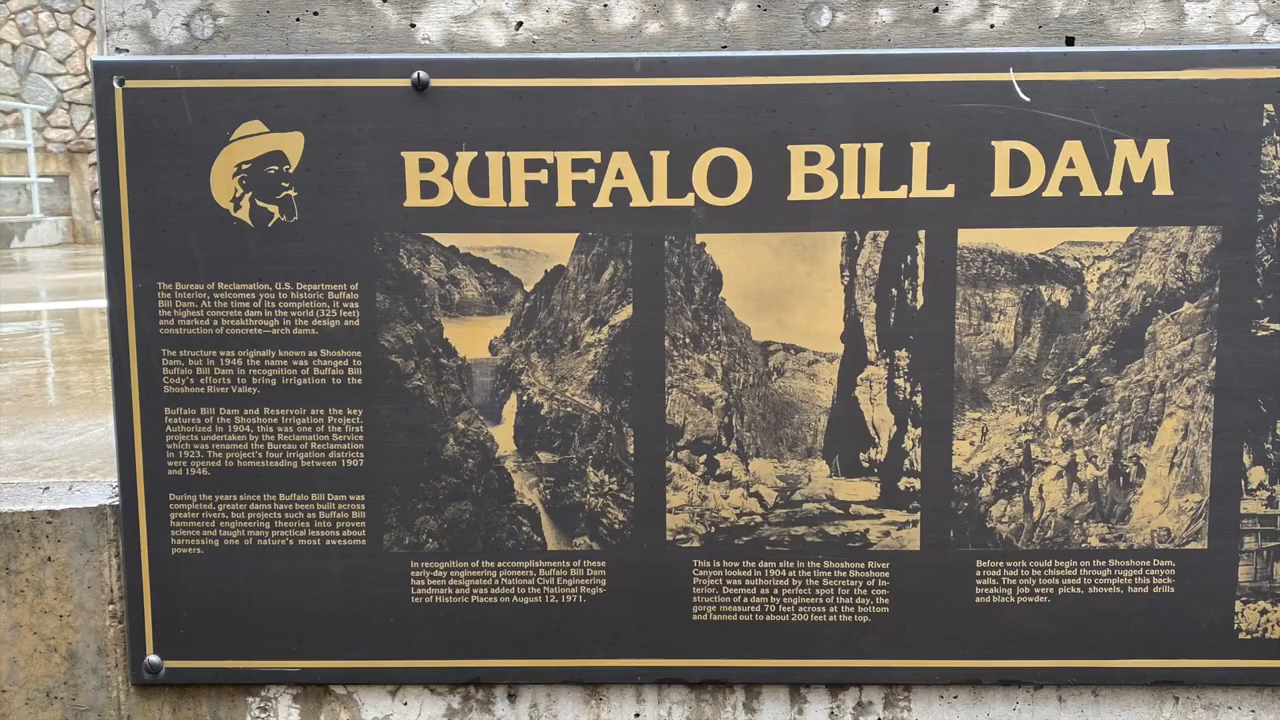 BUFFALO BILL DAM
The Bureau of Reclamation, U.S. Department of
the Interior, welcomes you to historic Buffalo
Bill Dam. At the time of its completion, it was
the highest concrete dam in the world (325 feet)
and marked a breakthrough in the design and
construction of concrete—arch dams.
The structure was originally known as Shoshone
Dam, but in 1946 the name was changed to
Buffalo Bill Dam in recognition of Buffalo Bill
Cody's efforts to bring irrigation to the
Shoshone River Valley.
Buffalo Bill Dam and Reservoir are the key
features of the Shoshone Irrigation Project.
Authorized in 1904, this was one of the first
projects undertaken by the Reclamation Service
which was renamed the Bureau of Reclamation
in 1923. The project's four irrigation districts
were opened to homesteading between 1907
and 1946.
During the years since the Buffalo Bill Dam was
completed, greater dams have been built across
greater rivers, but projects such as Buffalo Bill
hammered engineering theories into proven
science and taught many practical lessons about
harnessing one of nature's most awesome
powers.
In recognition of the accomplishments of these
early-day engineering pioneers, Buffalo Bill Dam
has been designated a National Civil Engineering
Landmark and was added to the National Regis-
ter of Historic Places on August 12, 1971.
This is how the dam site in the Shoshone River
Canyon looked in 1904 at the time the Shoshone
Project was authorized by the Secretary of In-
terior. Deemed as a perfect spot for the con-
struction of a dam by engineers of that day, the
gorge measured 70 feet across at the bottom
and fanned out to about 200 feet at the top.
Before work could begin on the Shoshone Dam,
a road had to be chiseled through rugged canyon
walls. The only tools used to complete this back-
breaking job were picks, shovels, hand drills
and black powder.